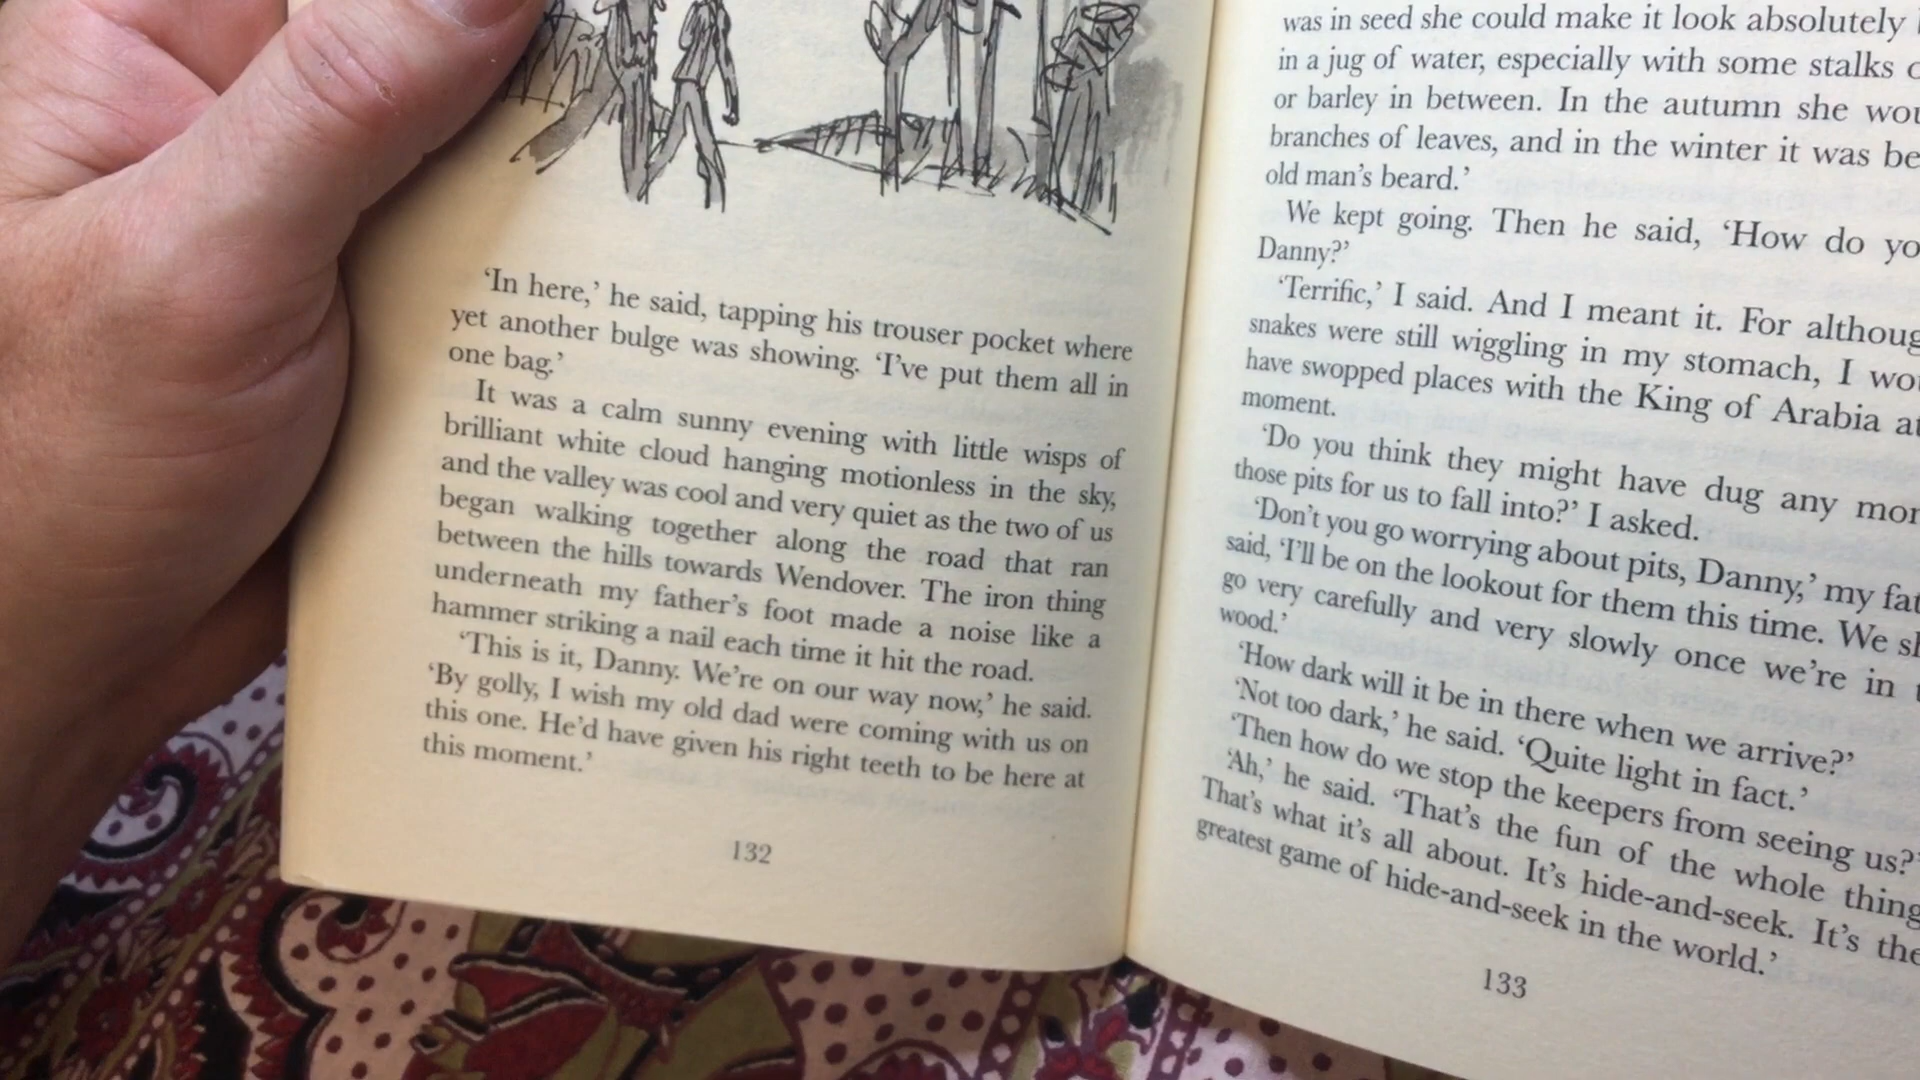 ‘In here,’ he said, tapping his trouser pocket where
yet another bulge was showing. ‘I’ve put them all in
one bag.’
It was a calm sunny evening with little wisps of
brilliant white cloud hanging motionless in the sky,
and the valley was cool and very quiet as the two of us
began walking together along the road that ran
between the hills towards Wendover. The iron thing
underneath my father’s foot made a noise like a
hammer striking a nail each time it hit the road.
‘This is it, Danny. We’re on our way now,’ he said.
‘By golly, I wish my old dad were coming with us on
this one. He’d have given his right teeth to be here at
this moment.’
132
was in seed she could make it look absolutely
in a jug of water, especially with some stalks
or barley in between. In the autumn she
branches of leaves, and in the winter it was
old man’s beard.’
We kept going. Then he said, ‘How do
Danny?’
‘Terrific,’ I said. And I meant it. For
snakes were still wiggling in my stomach, I
have swopped places with the King of Arabia
moment.
‘Do you think they might have dug any
those pits for us to fall into?’ I asked.
‘Don’t you go worrying about pits, Danny,’ my
said, ‘I’ll be on the lookout for them this time. We
go very carefully and very slowly once we’re in
wood.’
‘How dark will it be in there when we arrive?’
‘Not too dark,’ he said. ‘Quite light in fact.’
‘Then how do we stop the keepers from seeing us?’
‘Ah,’ he said. ‘That’s the fun of the whole thing
That’s what it’s all about. It’s hide-and-seek. It’s the
greatest game of hide-and-seek in the world.’
133